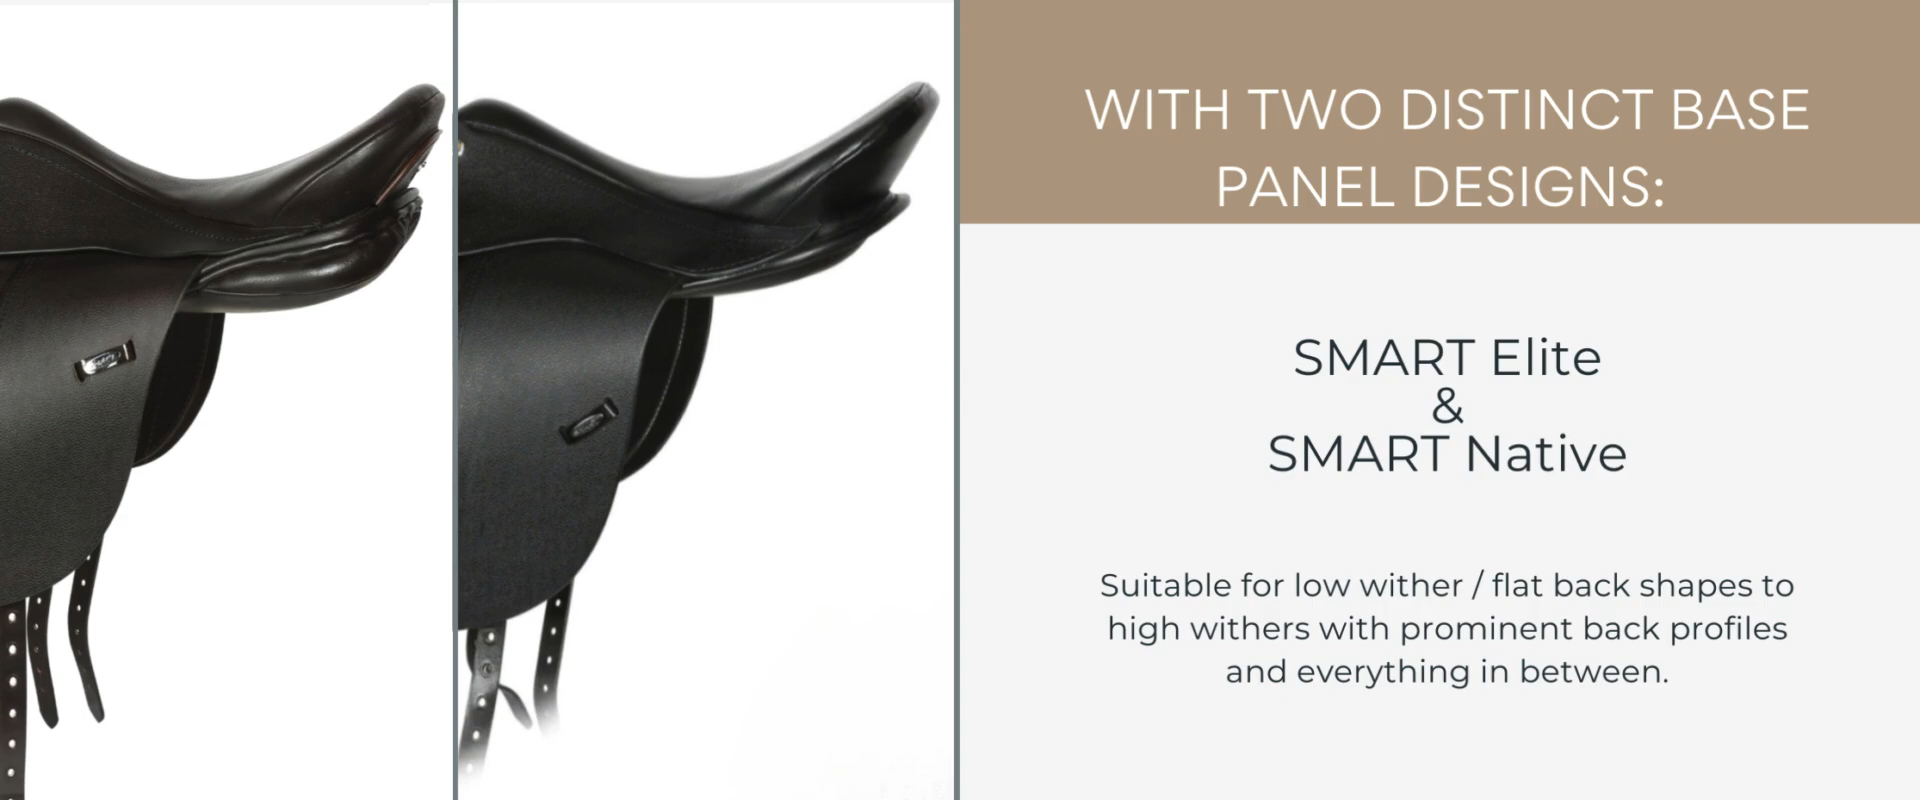 WITH TWO DISTINCT BASE
PANEL DESIGNS:
SMART Elite
&
SMART Native
Suitable for low wither / flat back shapes to
high withers with prominent back profiles
and everything in between.